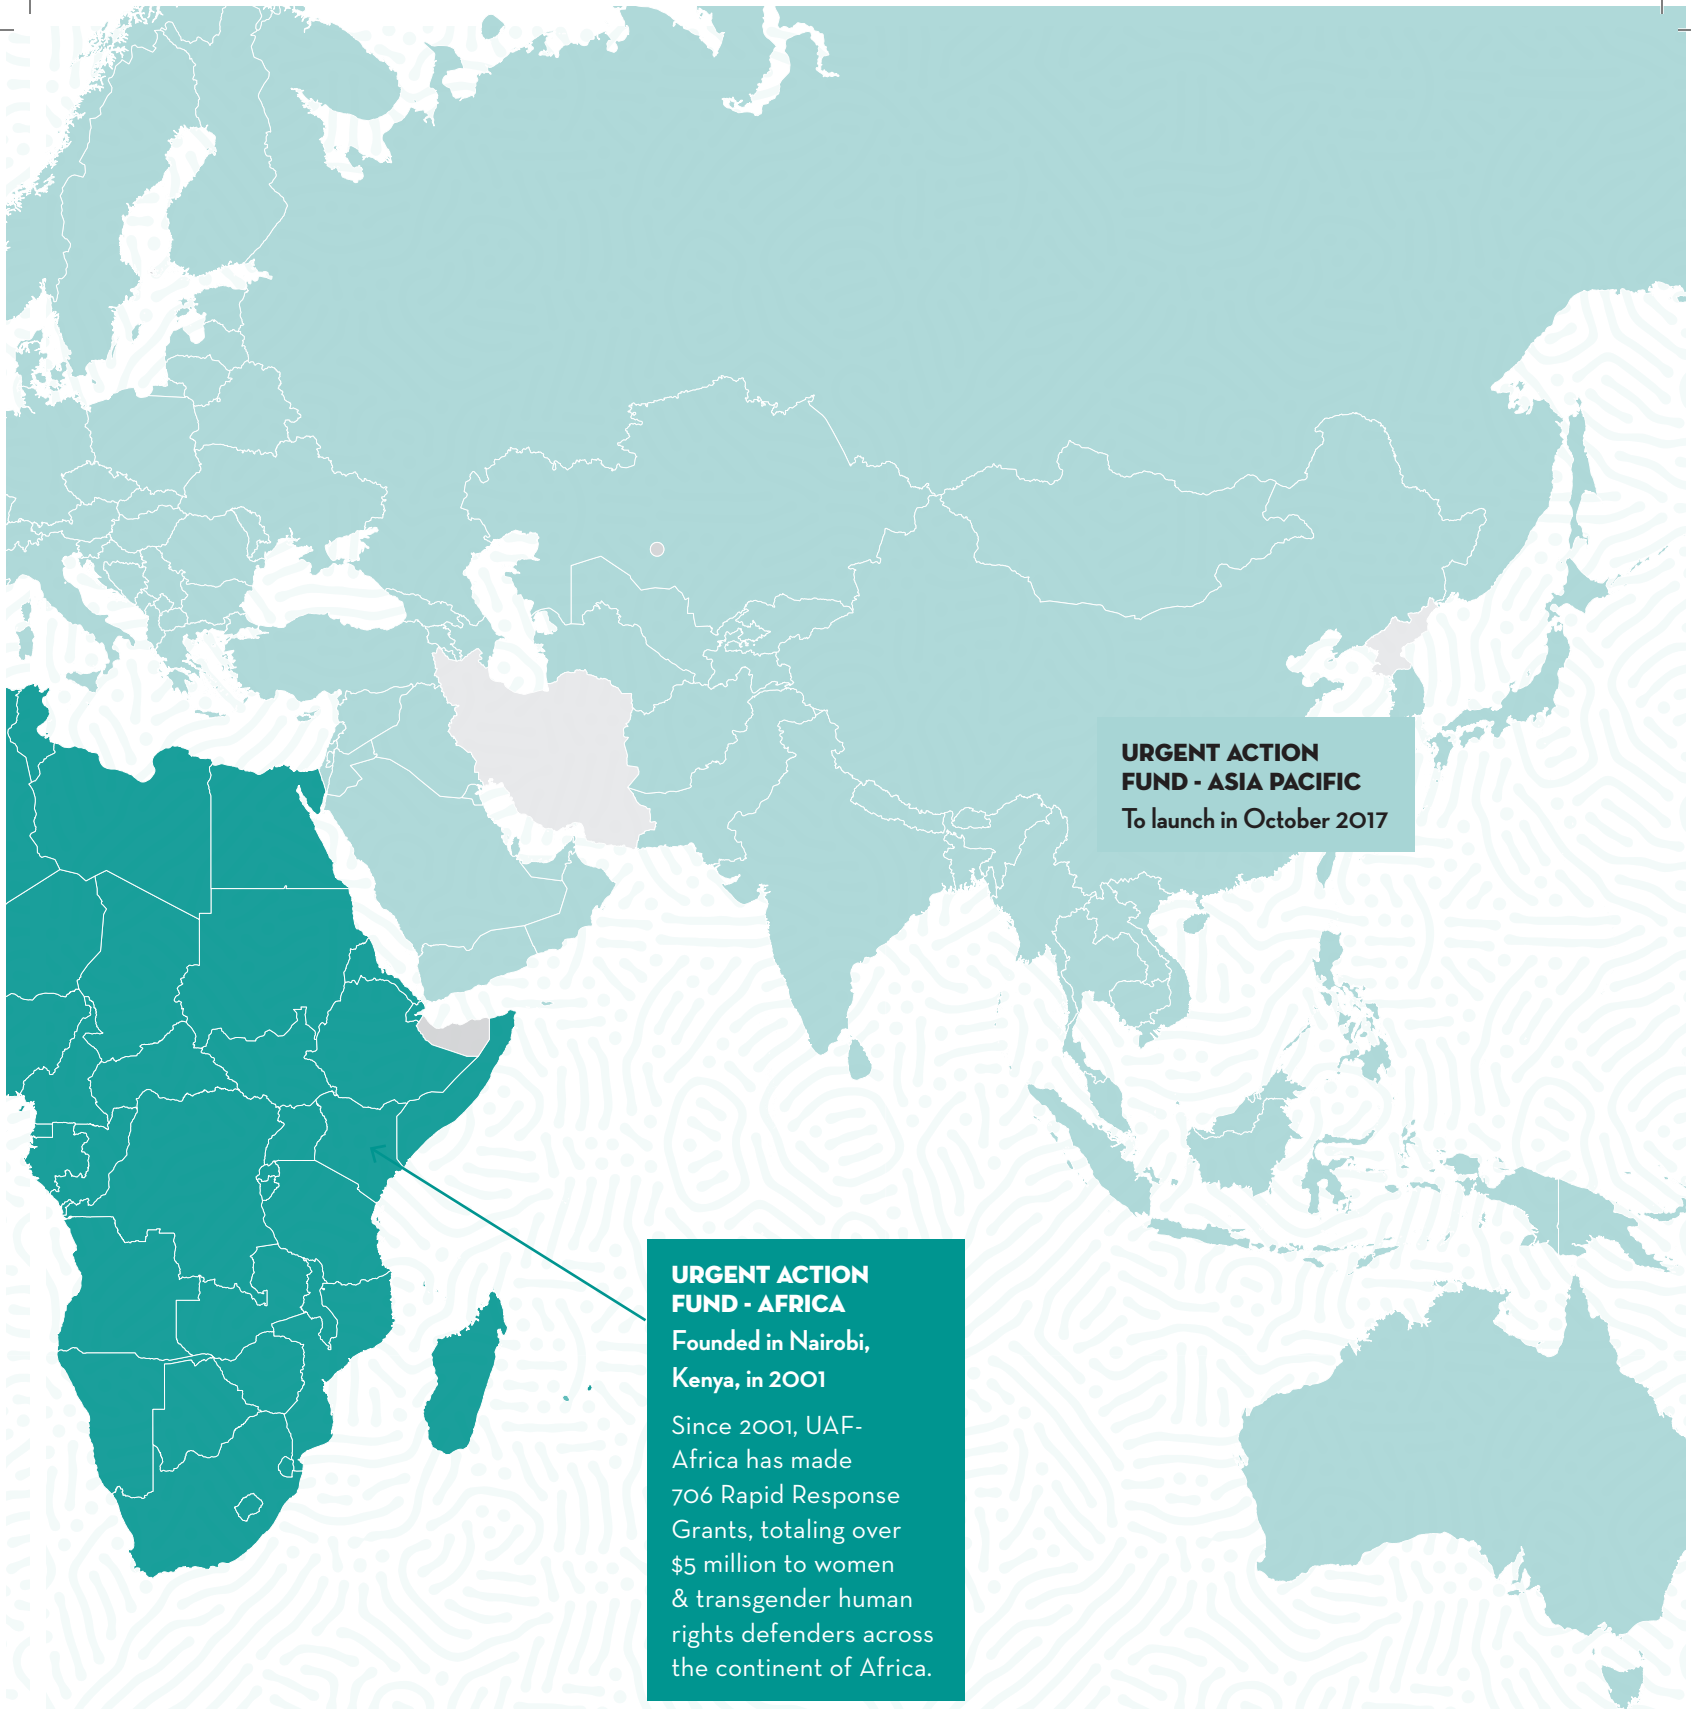 URGENT ACTION
FUND - ASIA PACIFIC
To launch in October 2017
URGENT ACTION
FUND - AFRICA
Founded in Nairobi,
Kenya, in 2001
Since 2001, UAF-
Africa has made
706 Rapid Response
Grants, totaling over
$5 million to women
& transgender human
rights defenders across
the continent of Africa.